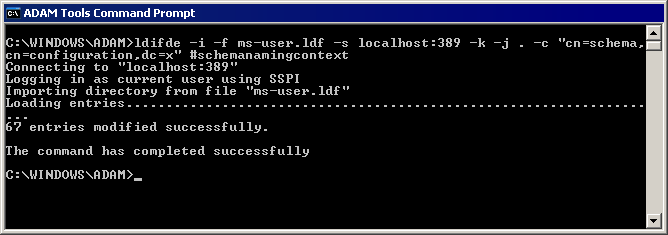 ADAM Tools Command Prompt
C:\WINDOWS\ADAM>ldifde -i -f ms-user.ldf -s localhost:389 -k -j . -c "cn=schema,
cn=configuration,dc=x" #schemanamingcontext
Connecting to "localhost:389"
Logging in as current user using SSPI
Importing directory from file "ms-user.ldf"
Loading entries.................................................................
...
67 entries modified successfully.
The command has completed successfully
C:\WINDOWS\ADAM>_